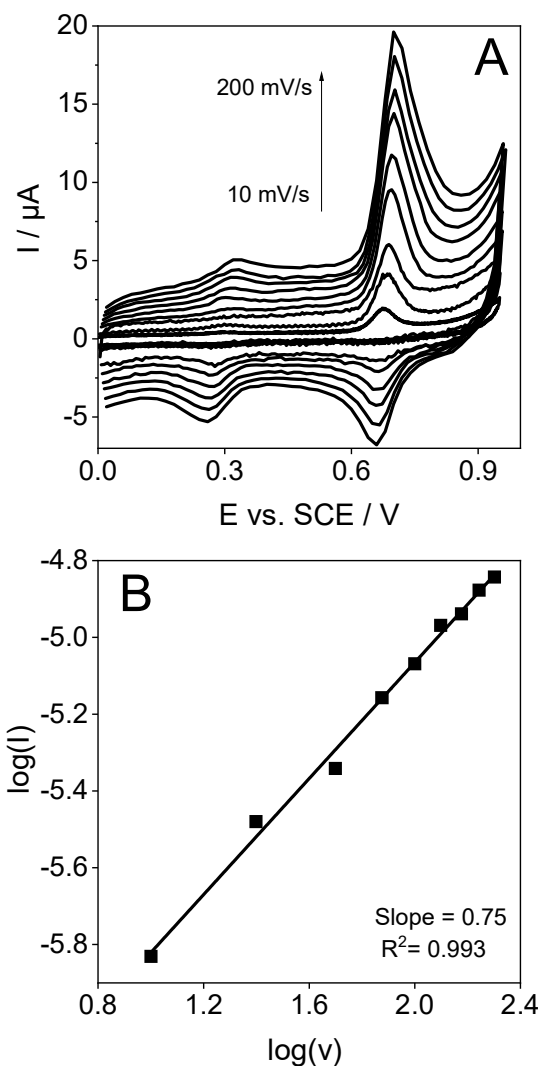 A
20
15
10
5
0
-5
I / μA
200 mV/s
10 mV/s
0.0 0.3 0.6 0.9
E vs. SCE / V
B
-4.8
-5.0
-5.2
-5.4
-5.6
-5.8
log(I)
Slope = 0.75
R²= 0.993
0.8 1.2 1.6 2.0 2.4
log(v)